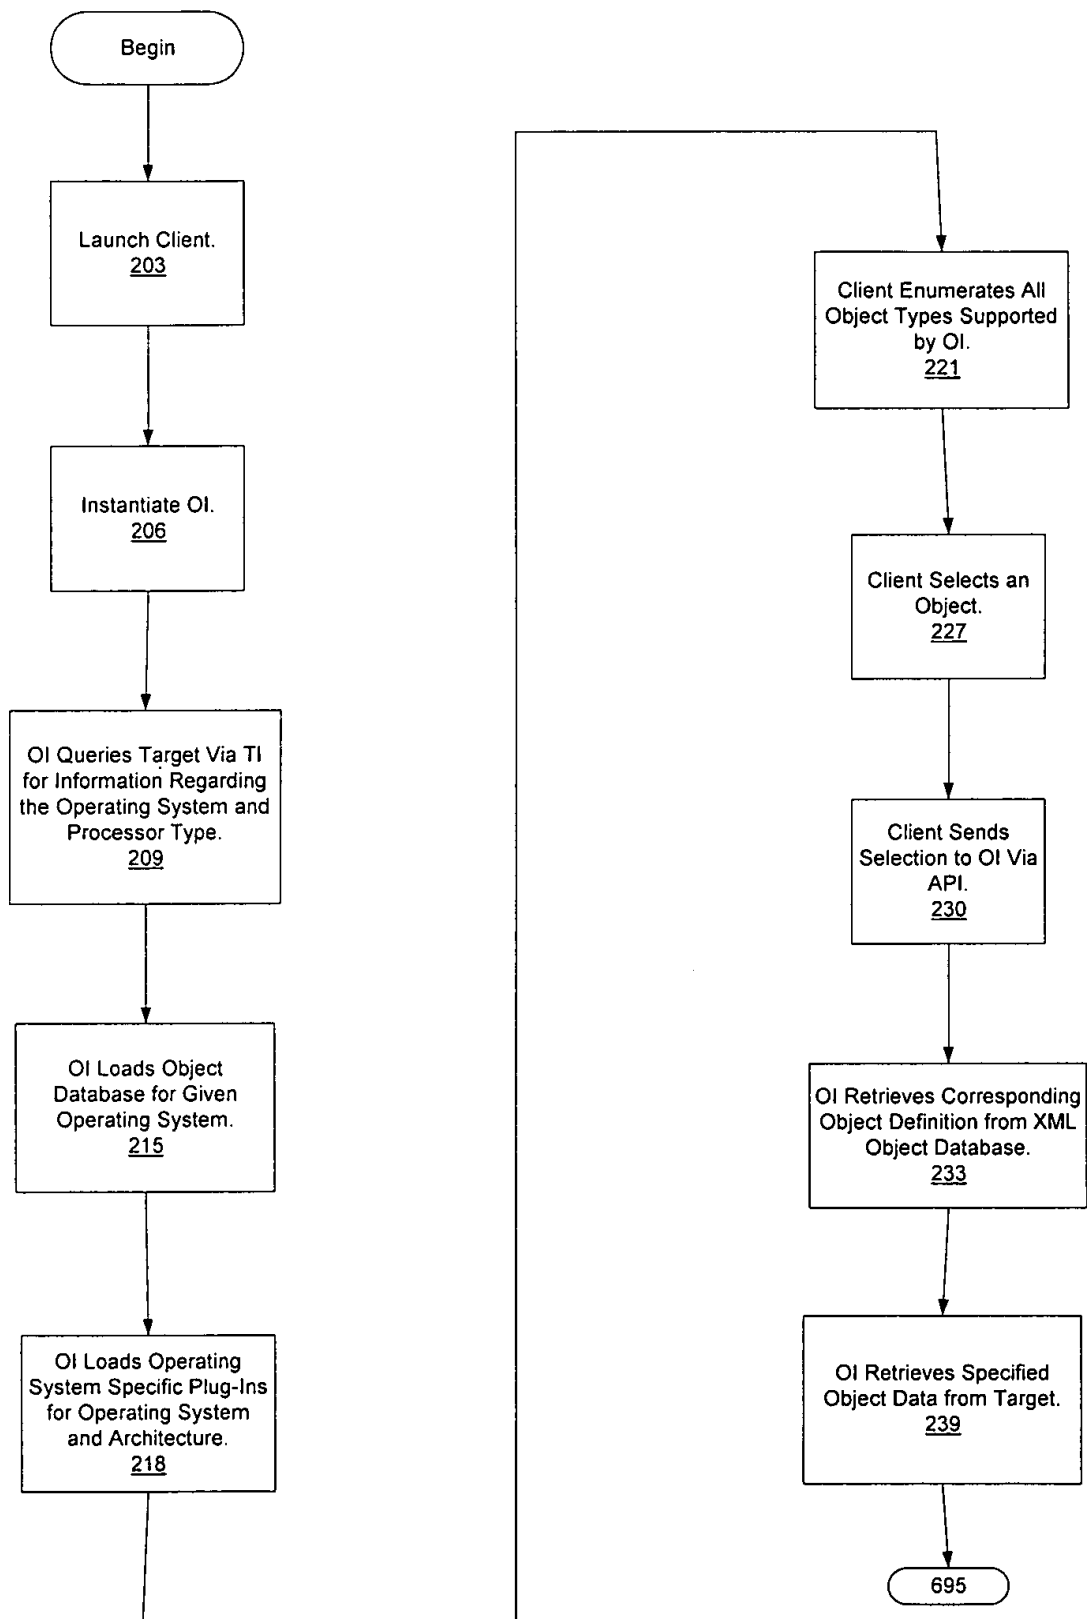 Begin
Launch Client.
203
Instantiate OI.
206
OI Queries Target Via TI
for Information Regarding
the Operating System and
Processor Type.
209
OI Loads Object
Database for Given
Operating System.
215
OI Loads Operating
System Specific Plug-Ins
for Operating System
and Architecture.
218
Client Enumerates All
Object Types Supported
by OI.
221
Client Selects an
Object.
227
Client Sends
Selection to OI Via
API.
230
OI Retrieves Corresponding
Object Definition from XML
Object Database.
233
OI Retrieves Specified
Object Data from Target.
239
695